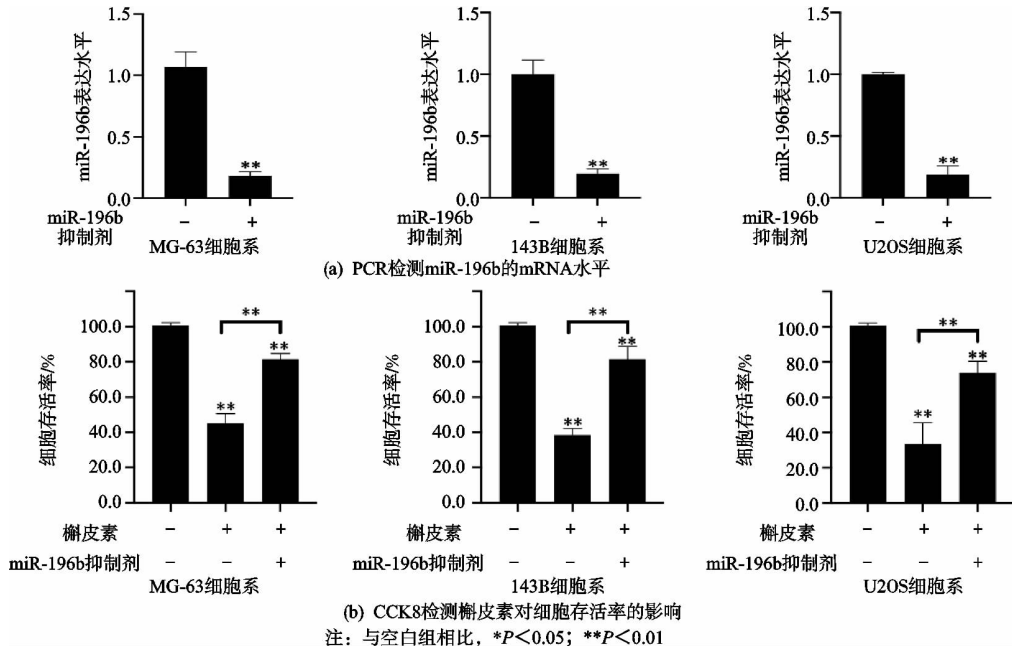 miR-196b表达水平
1.5
1.0
0.5
0.0
**
− +
miR-196b
抑制剂
MG-63细胞系
miR-196b表达水平
1.5
1.0
0.5
0.0
**
− +
miR-196b
抑制剂
143B细胞系
miR-196b表达水平
1.5
1.0
0.5
0.0
**
− +
miR-196b
抑制剂
U2OS细胞系
(a) PCR检测miR-196b的mRNA水平
细胞存活率/%
100.0
80.0
60.0
40.0
20.0
0.0
**
**
**
槲皮素 − + +
miR-196b抑制剂 − − +
MG-63细胞系
细胞存活率/%
100.0
80.0
60.0
40.0
20.0
0.0
**
**
**
槲皮素 − + +
miR-196b抑制剂 − − +
143B细胞系
细胞存活率/%
100.0
80.0
60.0
40.0
20.0
0.0
**
**
**
槲皮素 − + +
miR-196b抑制剂 − − +
U2OS细胞系
(b) CCK8检测槲皮素对细胞存活率的影响
注：与空白组相比，*P＜0.05；**P＜0.01